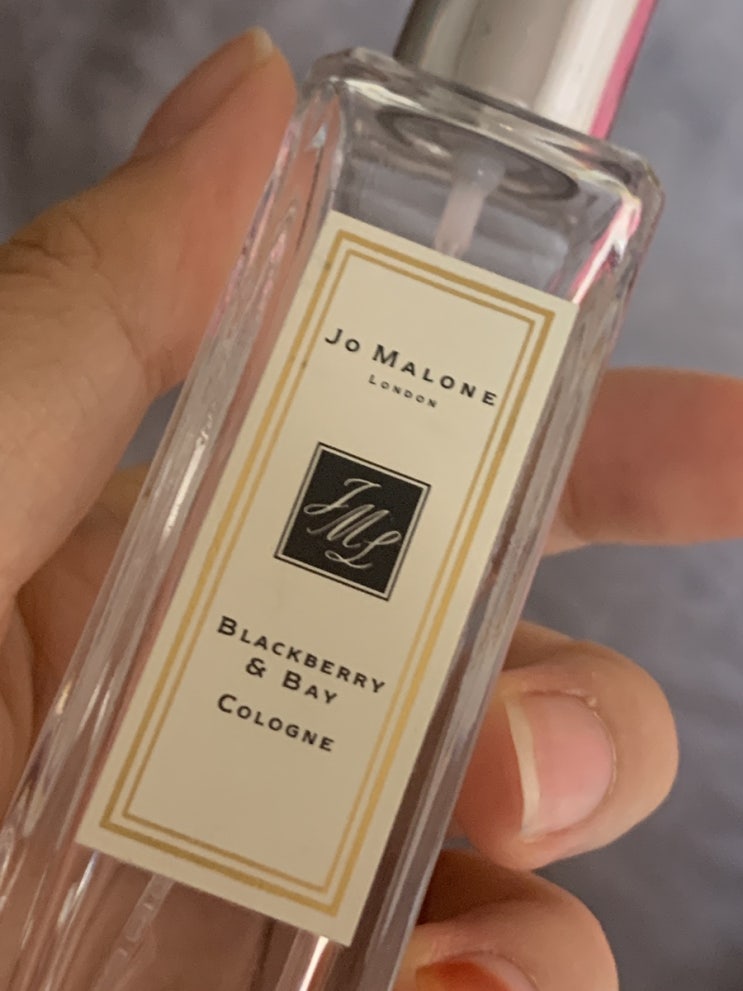 Jo Malone
London
JML
Blackberry
& Bay
Cologne